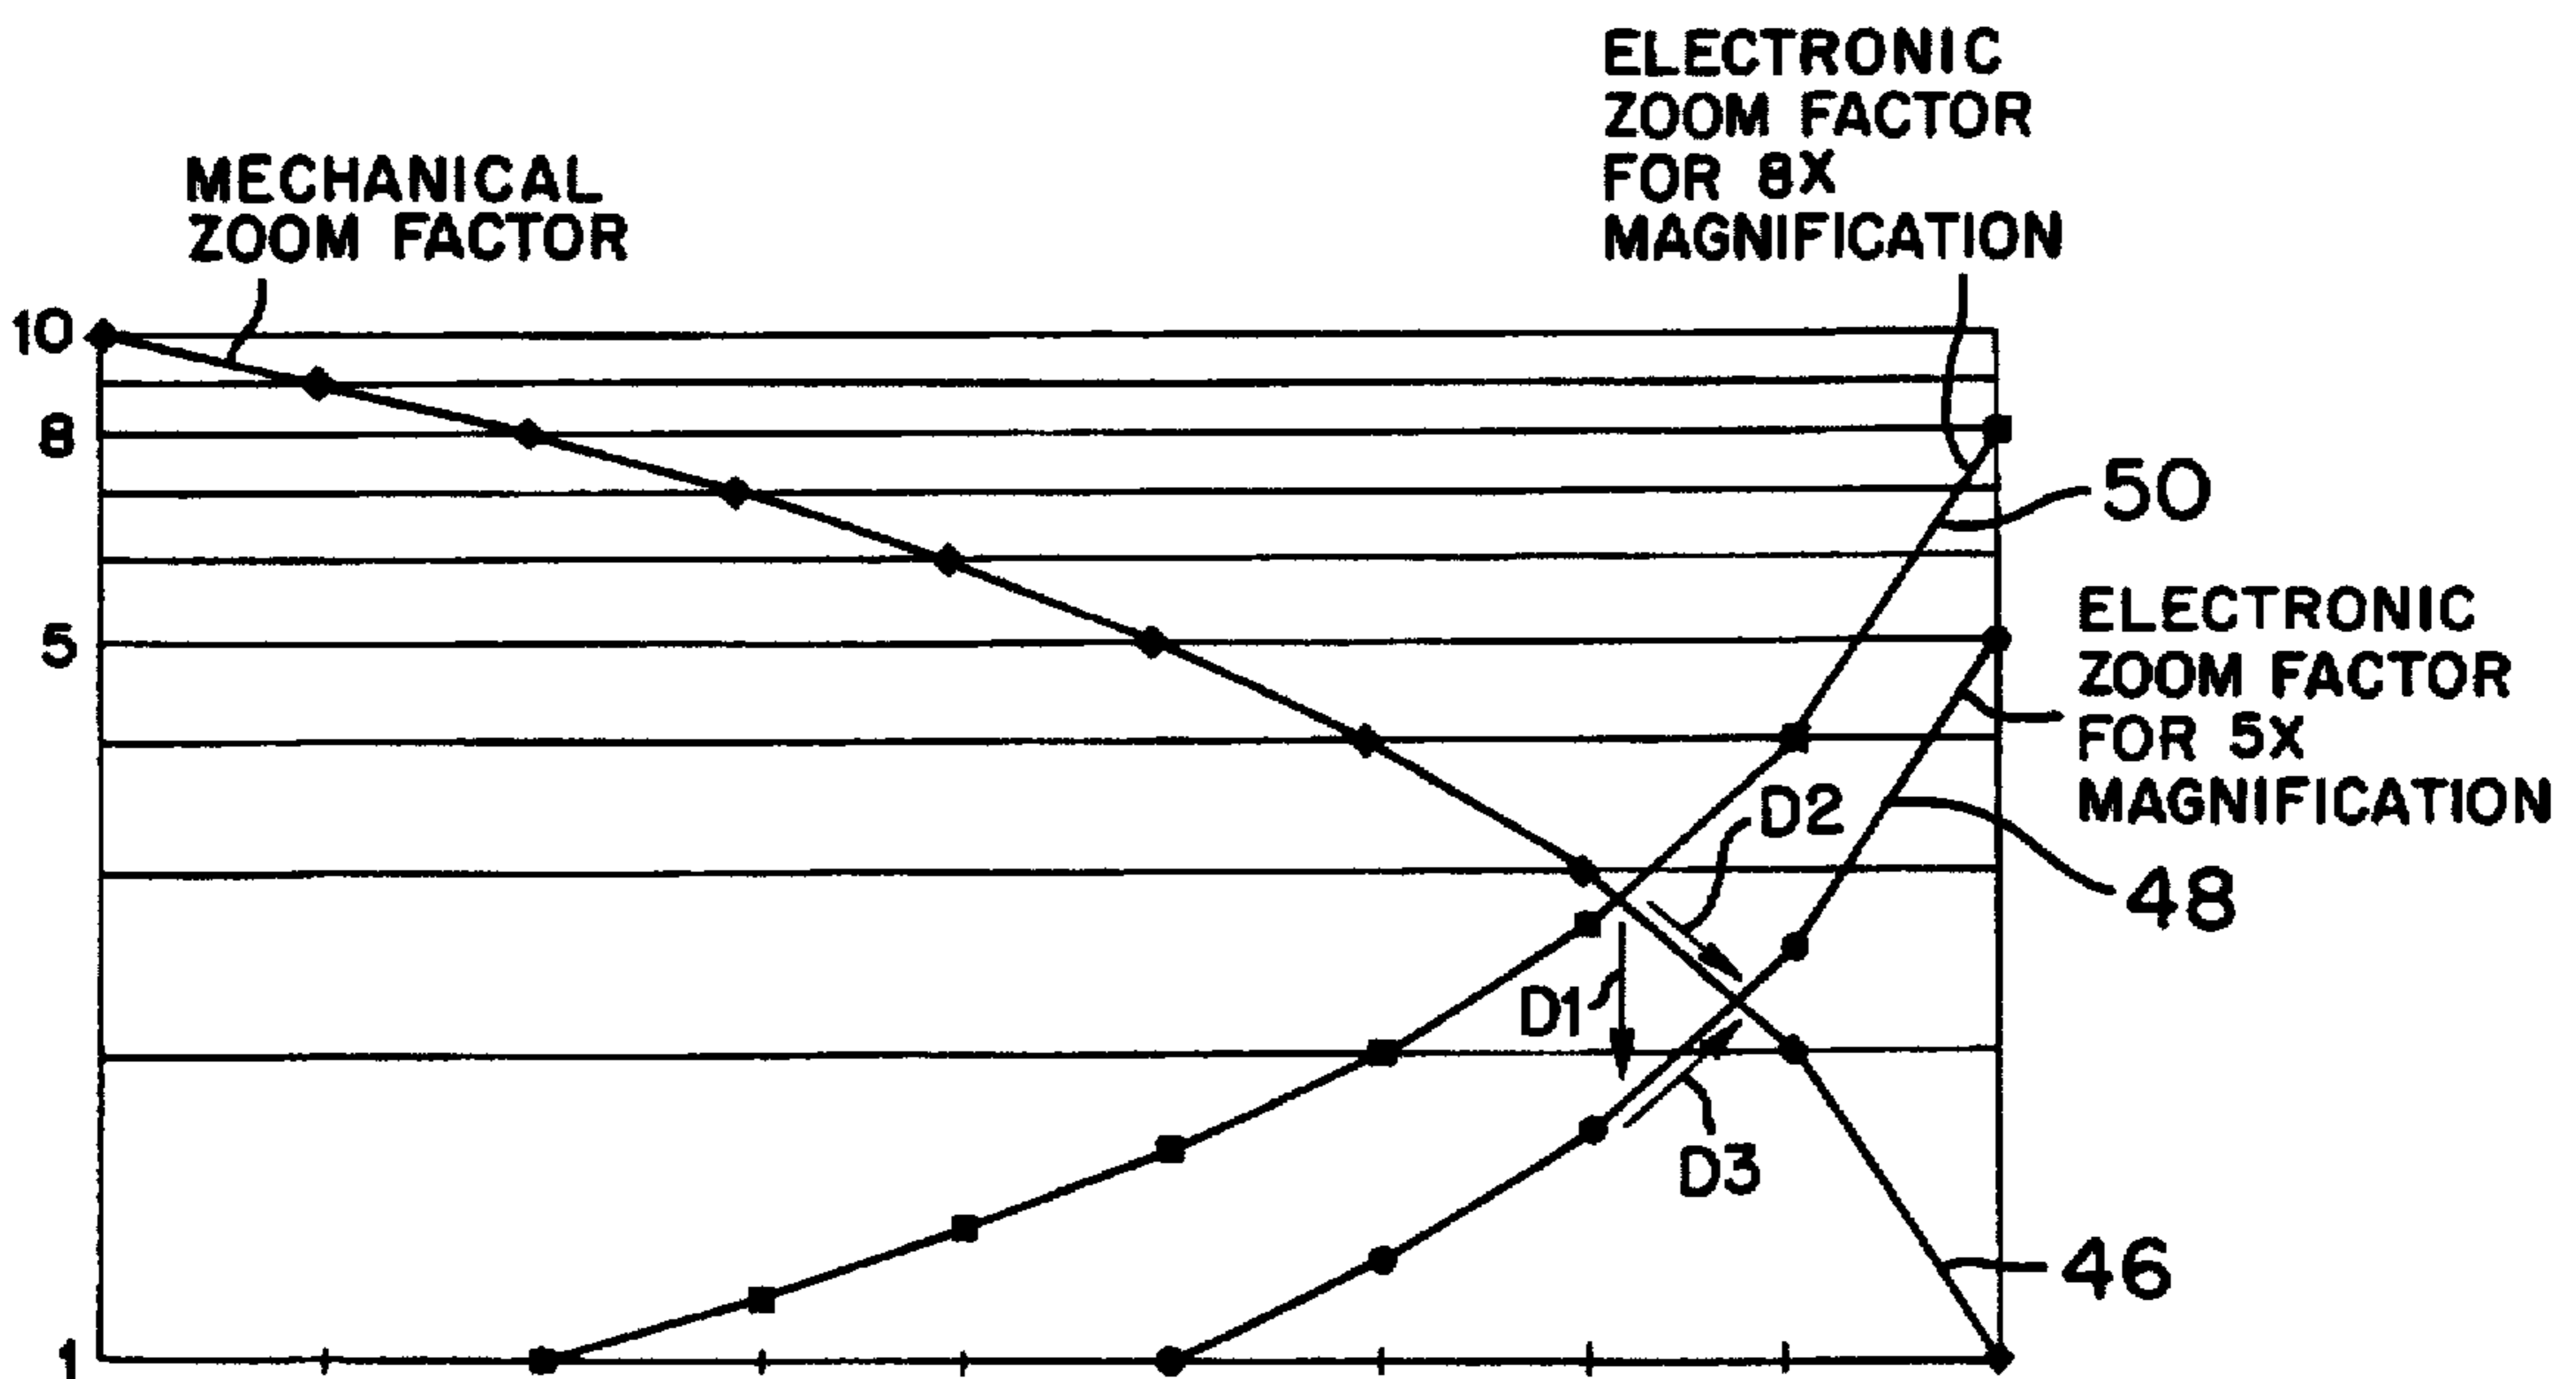 ELECTRONIC
ZOOM FACTOR
FOR 8X
MAGNIFICATION
MECHANICAL
ZOOM FACTOR
10
8
50
ELECTRONIC
ZOOM FACTOR
FOR 5X
MAGNIFICATION
5
D2
48
D1
D3
46
1